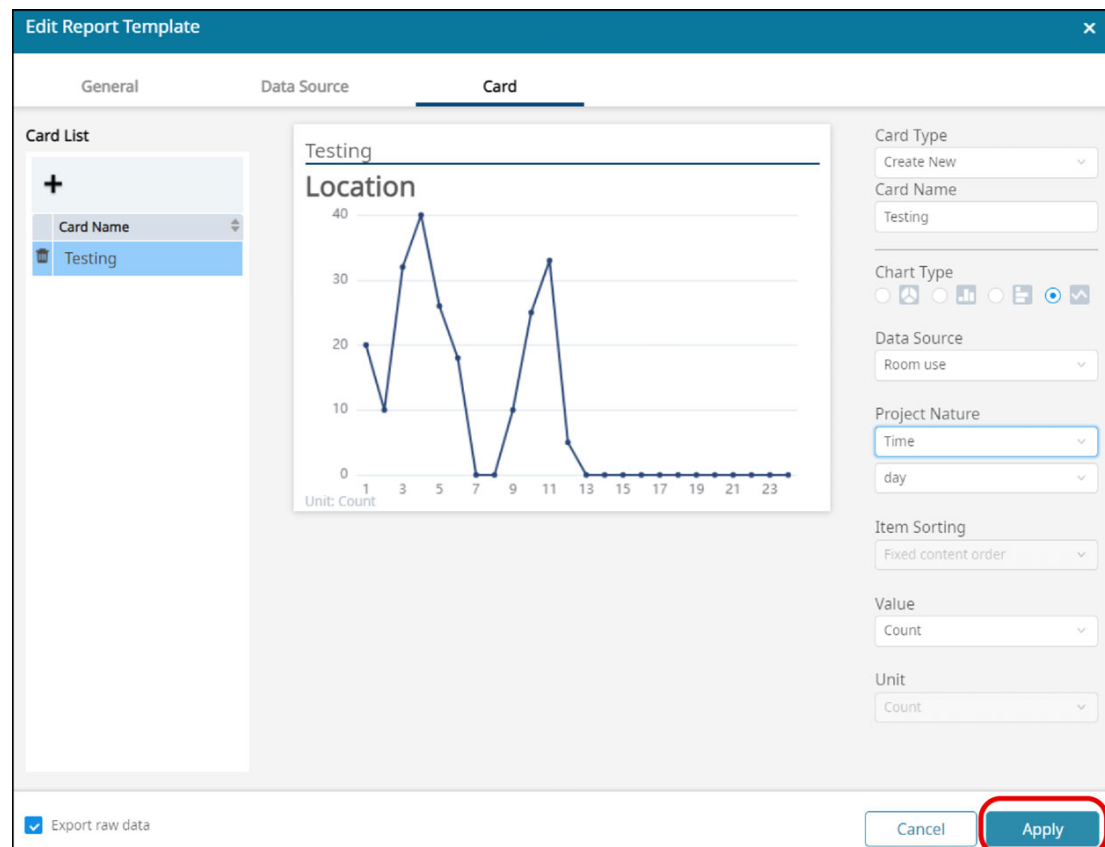 Edit Report Template
General Data Source Card
Card List
Card Name
Testing
Testing
Location
40
30
20
10
0
1 3 5 7 9 11 13 15 17 19 21 23
Unit: Count
Card Type
Create New
Card Name
Testing
Chart Type
Data Source
Room use
Project Nature
Time
day
Item Sorting
Fixed content order
Value
Count
Unit
Count
Export raw data
Cancel Apply